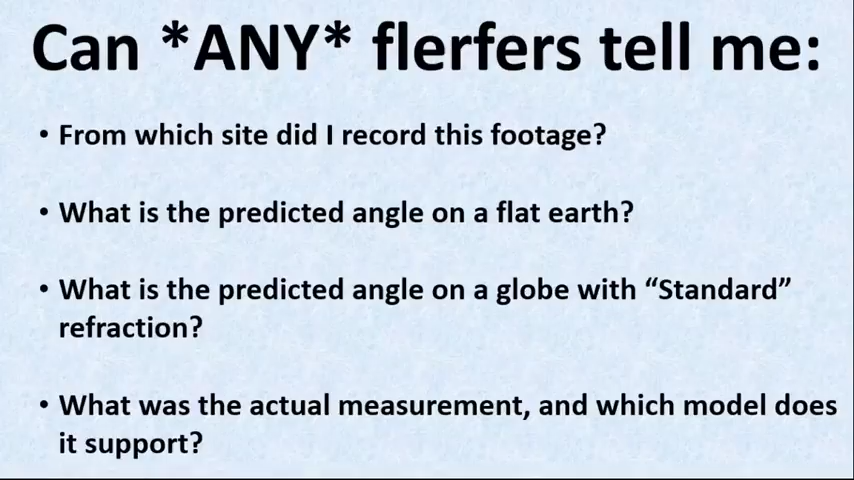 Can *ANY* flerfers tell me:
• From which site did I record this footage?
• What is the predicted angle on a flat earth?
• What is the predicted angle on a globe with “Standard”
refraction?
• What was the actual measurement, and which model does
it support?